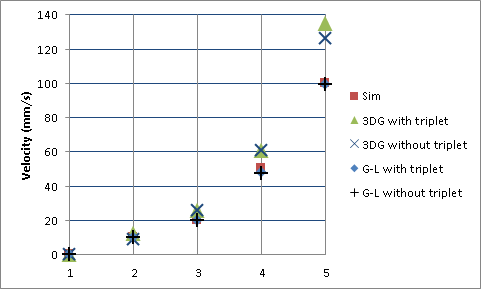 140
120
100
80
60
40
20
0
Velocity (mm/s)
1 2 3 4 5
Sim
3DG with triplet
3DG without triplet
G-L with triplet
G-L without triplet